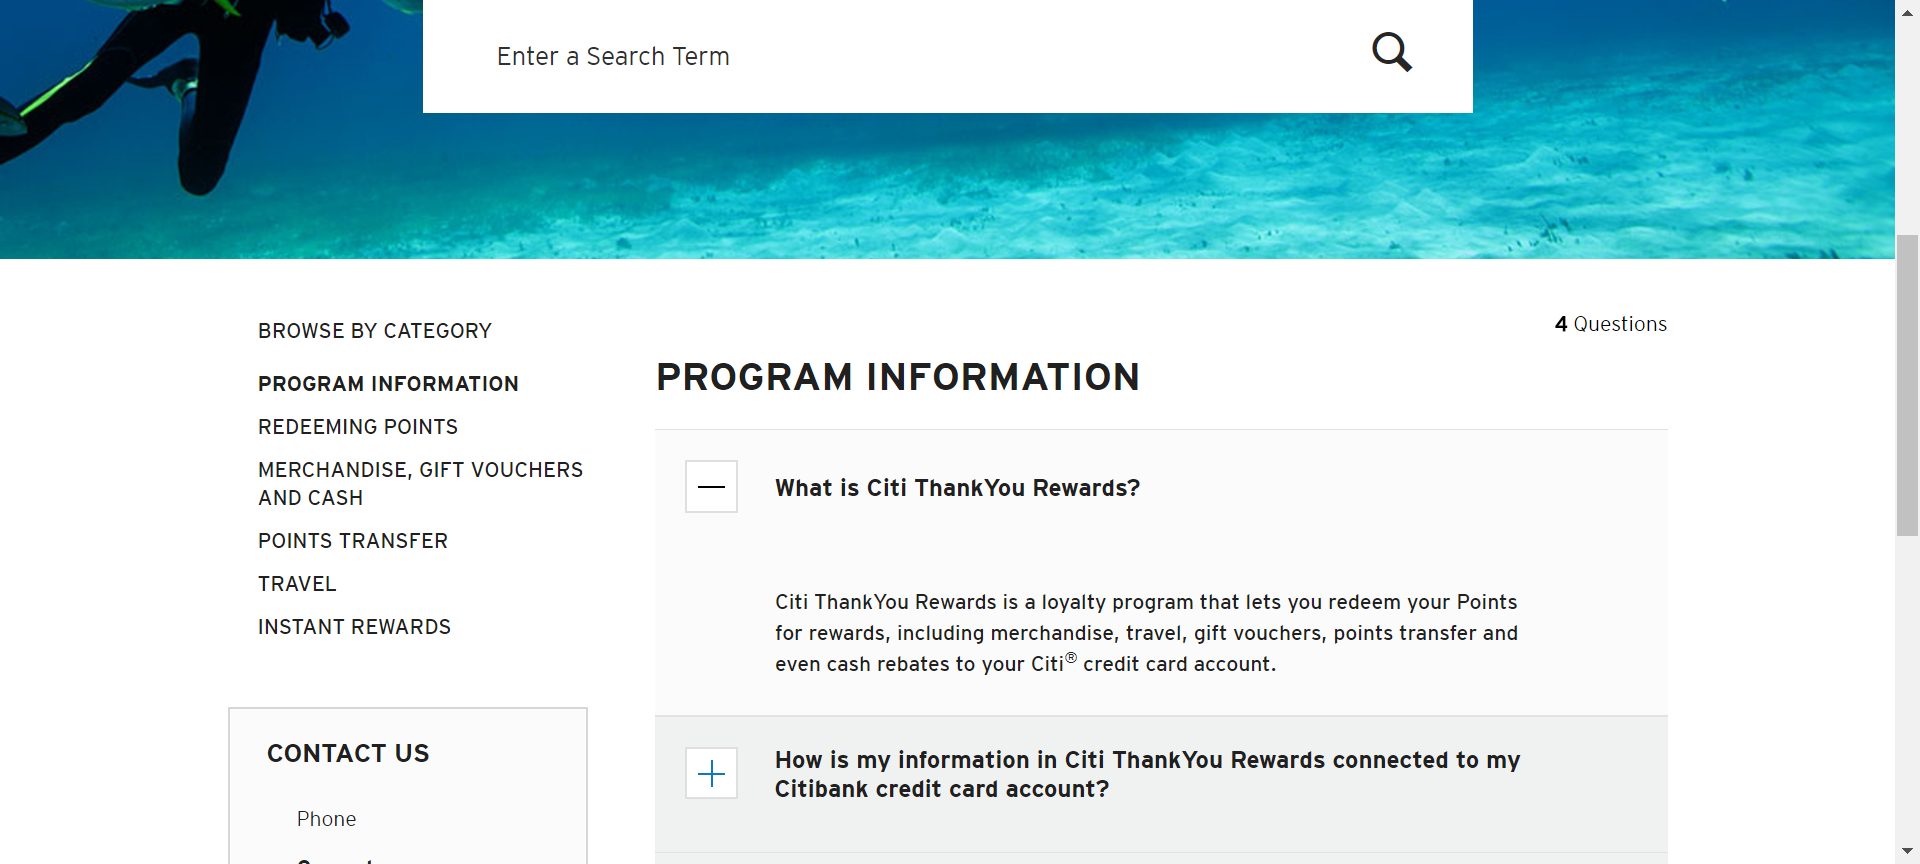 Enter a Search Term
BROWSE BY CATEGORY
PROGRAM INFORMATION
REDEEMING POINTS
MERCHANDISE, GIFT VOUCHERS
AND CASH
POINTS TRANSFER
TRAVEL
INSTANT REWARDS
CONTACT US
Phone
4 Questions
PROGRAM INFORMATION
What is Citi ThankYou Rewards?
Citi ThankYou Rewards is a loyalty program that lets you redeem your Points
for rewards, including merchandise, travel, gift vouchers, points transfer and
even cash rebates to your Citi® credit card account.
How is my information in Citi ThankYou Rewards connected to my
Citibank credit card account?